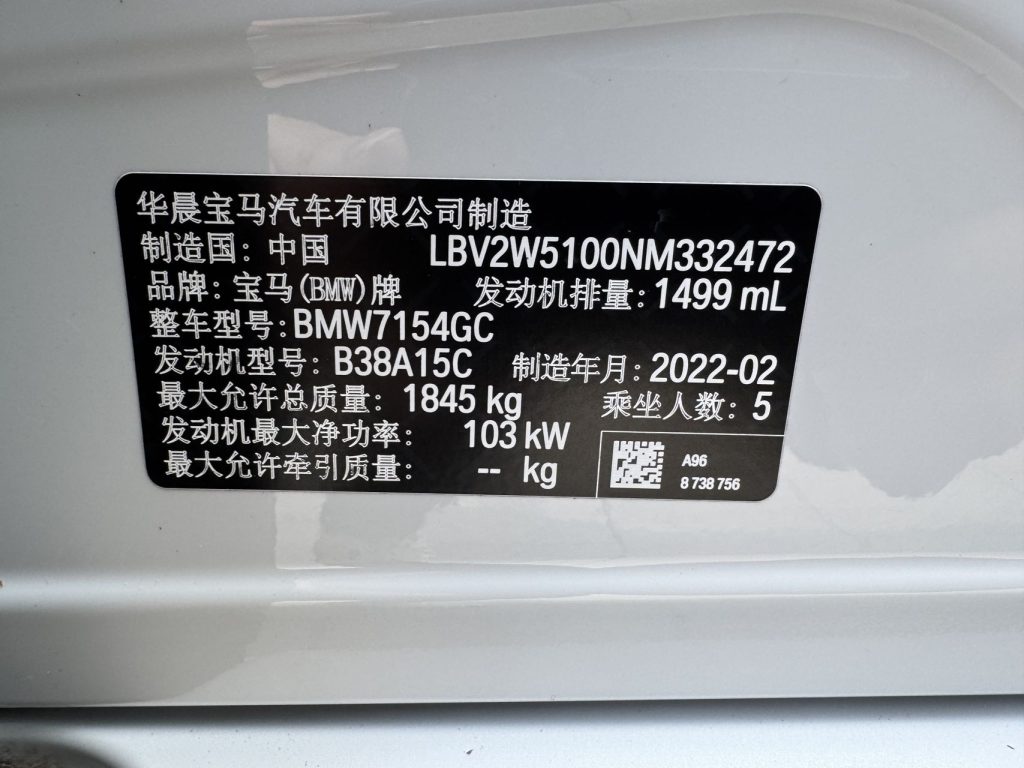 华晨宝马汽车有限公司制造
制造国：中国 LBV2W5100NM332472
品牌：宝马(BMW)牌 发动机排量：1499 mL
整车型号：BMW7154GC
发动机型号：B38A15C 制造年月：2022-02
最大允许总质量：1845 kg 乘坐人数：5
发动机最大净功率：103 kW
最大允许牵引质量：-- kg
A96
8 738 756